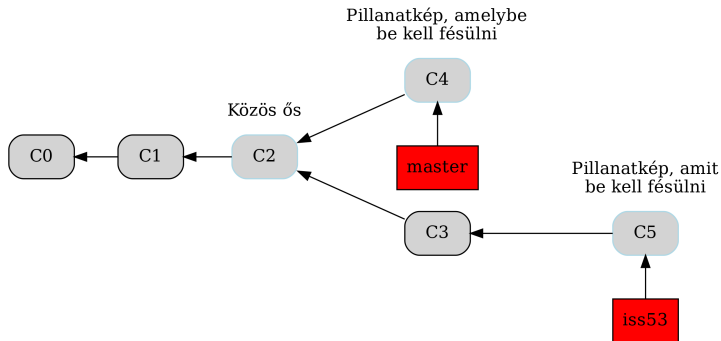 Pillanatkép, amelybe
be kell fésülni
C4
Közös ős
C0
C1
C2
master
Pillanatkép, amit
be kell fésülni
C3
C5
iss53